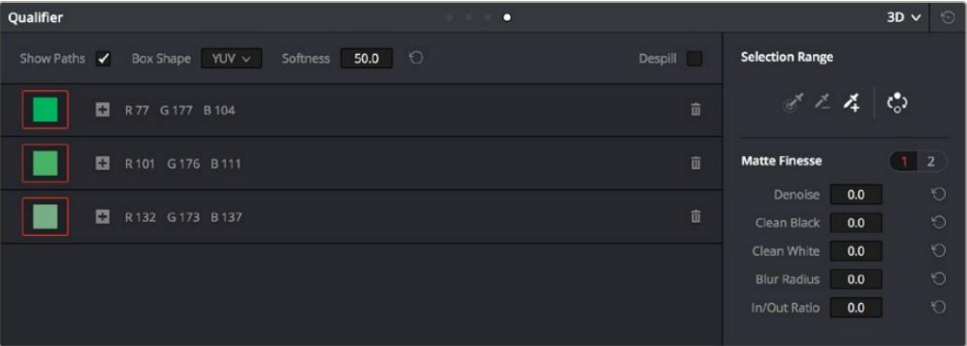 Qualifier 3D
Show Paths Box Shape YUV Softness 50.0 Despill
R 77 G 177 B 104
R 101 G 176 B 111
R 132 G 173 B 137
Selection Range
Matte Finesse 1 2
Denoise 0.0
Clean Black 0.0
Clean White 0.0
Blur Radius 0.0
In/Out Ratio 0.0